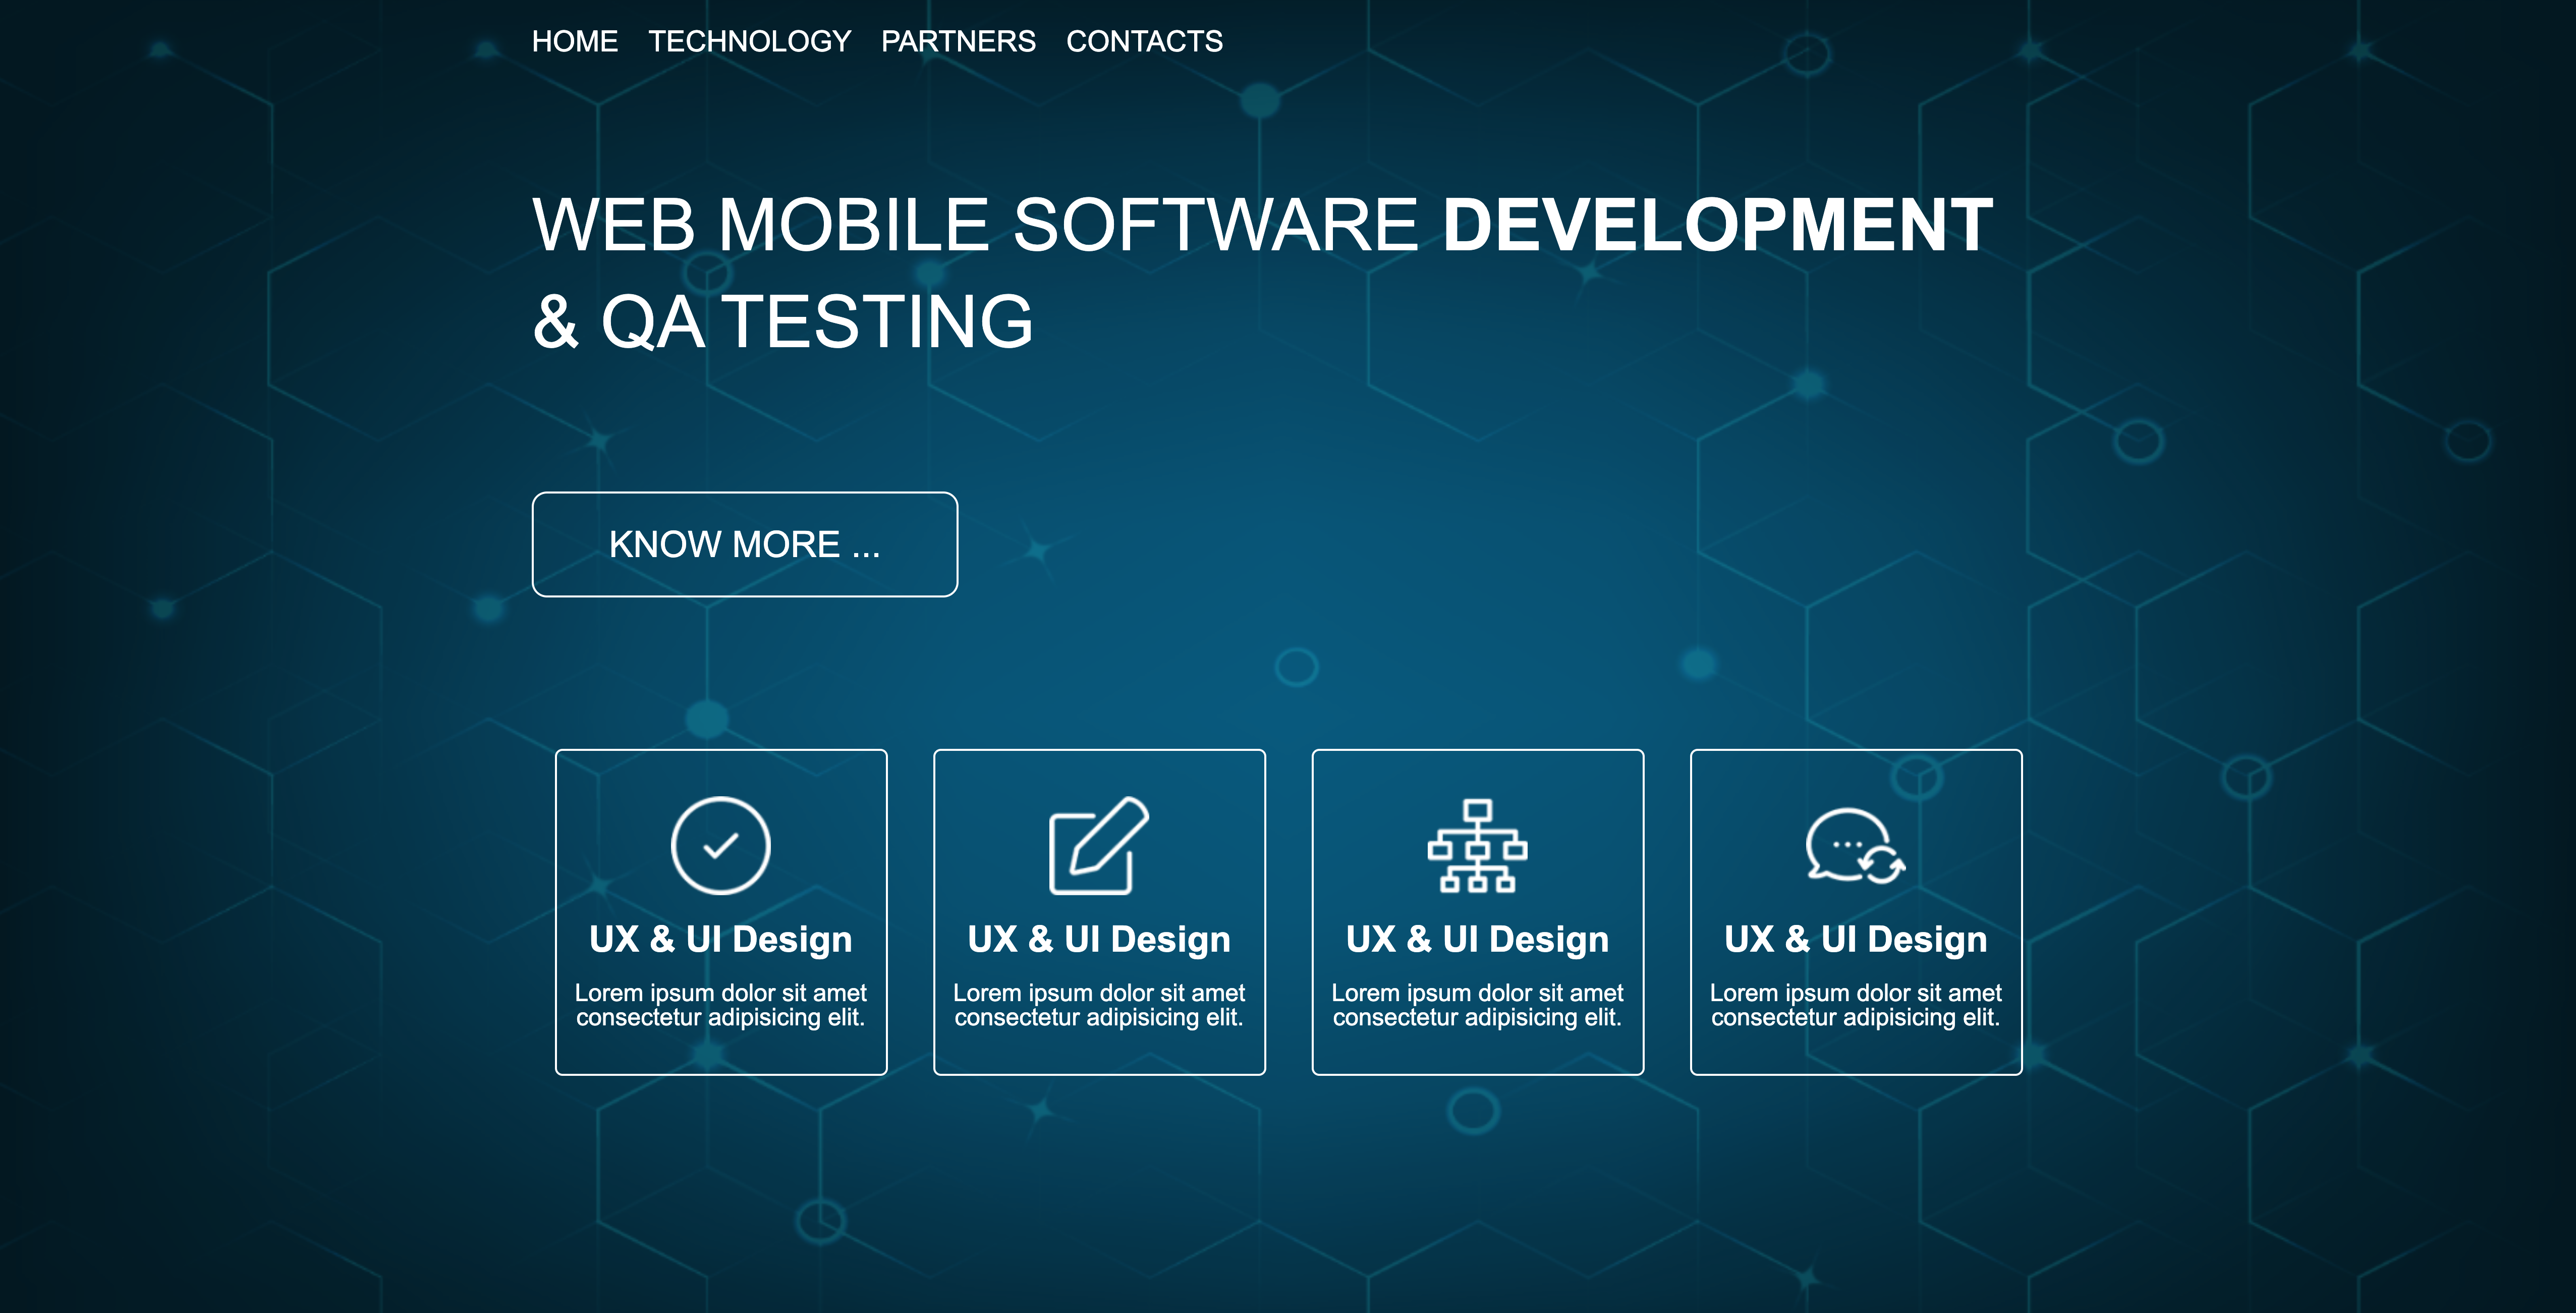 HOME TECHNOLOGY PARTNERS CONTACTS
WEB MOBILE SOFTWARE DEVELOPMENT
& QA TESTING
KNOW MORE ...
UX & UI Design
Lorem ipsum dolor sit amet
consectetur adipisicing elit.
UX & UI Design
Lorem ipsum dolor sit amet
consectetur adipisicing elit.
UX & UI Design
Lorem ipsum dolor sit amet
consectetur adipisicing elit.
UX & UI Design
Lorem ipsum dolor sit amet
consectetur adipisicing elit.